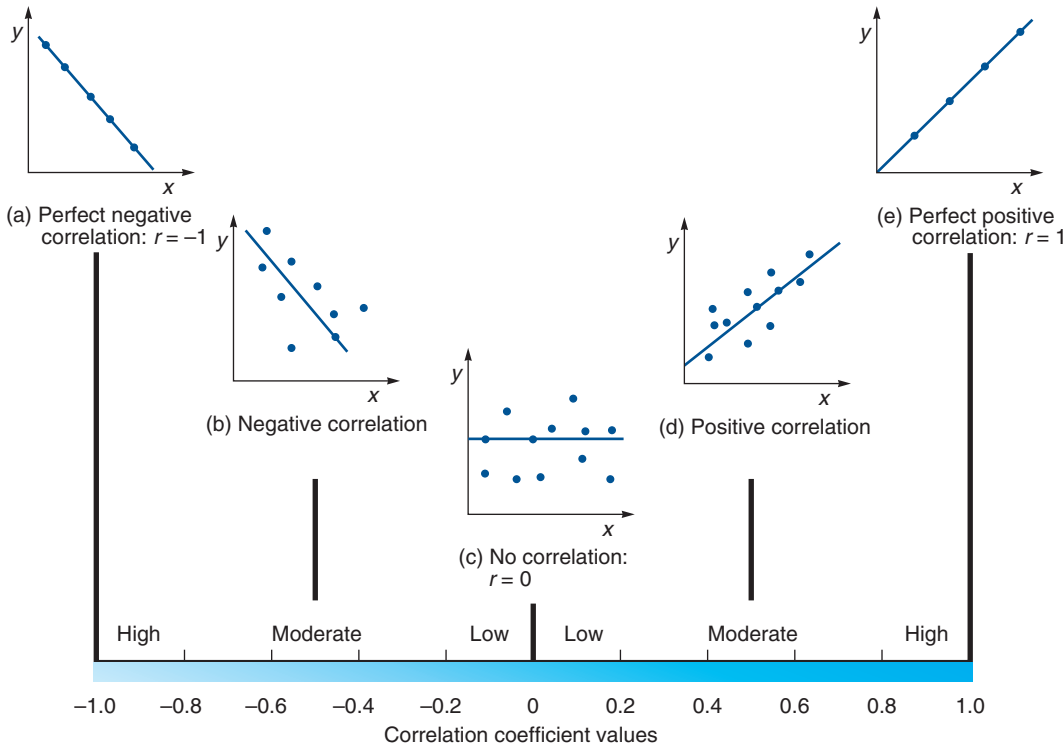 y
x
(a) Perfect negative
correlation: r = –1
y
x
(b) Negative correlation
y
x
(c) No correlation:
r = 0
y
x
(d) Positive correlation
y
x
(e) Perfect positive
correlation: r = 1
High Moderate Low Low Moderate High
–1.0 –0.8 –0.6 –0.4 –0.2 0 0.2 0.4 0.6 0.8 1.0
Correlation coefficient values